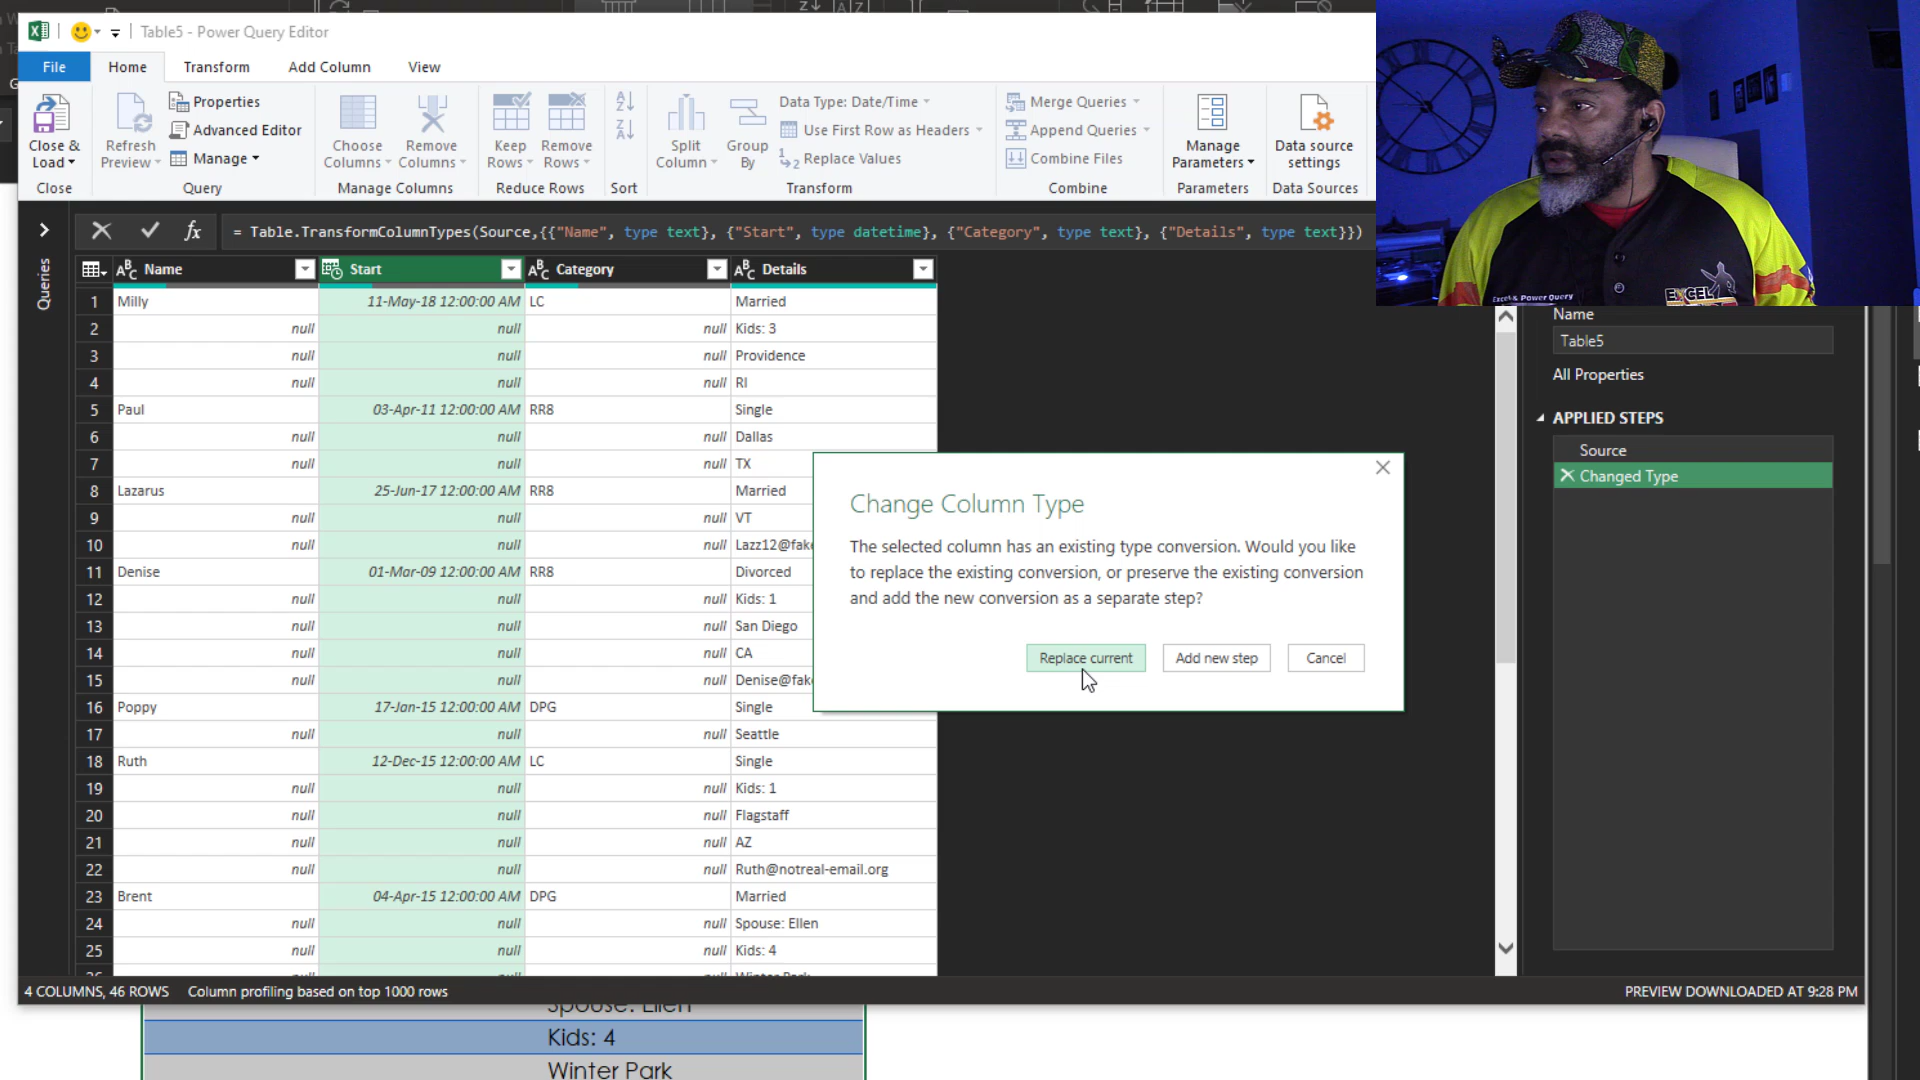 Table5 - Power Query Editor
File
Home
Transform
Add Column
View
Close &
Load
Close
Refresh
Preview
Properties
Advanced Editor
Manage
Query
Choose
Columns
Remove
Columns
Manage Columns
Keep
Rows
Remove
Rows
Reduce Rows
Sort
Split
Column
Group
By
Data Type: Date/Time
Use First Row as Headers
Replace Values
Transform
Merge Queries
Append Queries
Combine Files
Combine
Manage
Parameters
Parameters
Data source
settings
Data Sources
Excel & Power Query
EXCEL
= Table.TransformColumnTypes(Source,{{"Name", type text}, {"Start", type datetime}, {"Category", type text}, {"Details", type text}})
Queries
Name Start Category Details
1 Milly 11-May-18 12:00:00 AM LC Married
2 null null null Kids: 3
3 null null null Providence
4 null null null RI
5 Paul 03-Apr-11 12:00:00 AM RR8 Single
6 null null null Dallas
7 null null null TX
8 Lazarus 25-Jun-17 12:00:00 AM RR8 Married
9 null null null VT
10 null null null Lazz12@fak
11 Denise 01-Mar-09 12:00:00 AM RR8 Divorced
12 null null null Kids: 1
13 null null null San Diego
14 null null null CA
15 null null null Denise@fak
16 Poppy 17-Jan-15 12:00:00 AM DPG Single
17 null null null Seattle
18 Ruth 12-Dec-15 12:00:00 AM LC Single
19 null null null Kids: 1
20 null null null Flagstaff
21 null null null AZ
22 null null null Ruth@notreal-email.org
23 Brent 04-Apr-15 12:00:00 AM DPG Married
24 null null null Spouse: Ellen
25 null null null Kids: 4
26 null null null Winter Park
Change Column Type
The selected column has an existing type conversion. Would you like
to replace the existing conversion, or preserve the existing conversion
and add the new conversion as a separate step?
Replace current
Add new step
Cancel
Name
Table5
All Properties
APPLIED STEPS
Source
Changed Type
4 COLUMNS, 46 ROWS
Column profiling based on top 1000 rows
PREVIEW DOWNLOADED AT 9:28 PM
Spouse: Ellen
Kids: 4
Winter Park